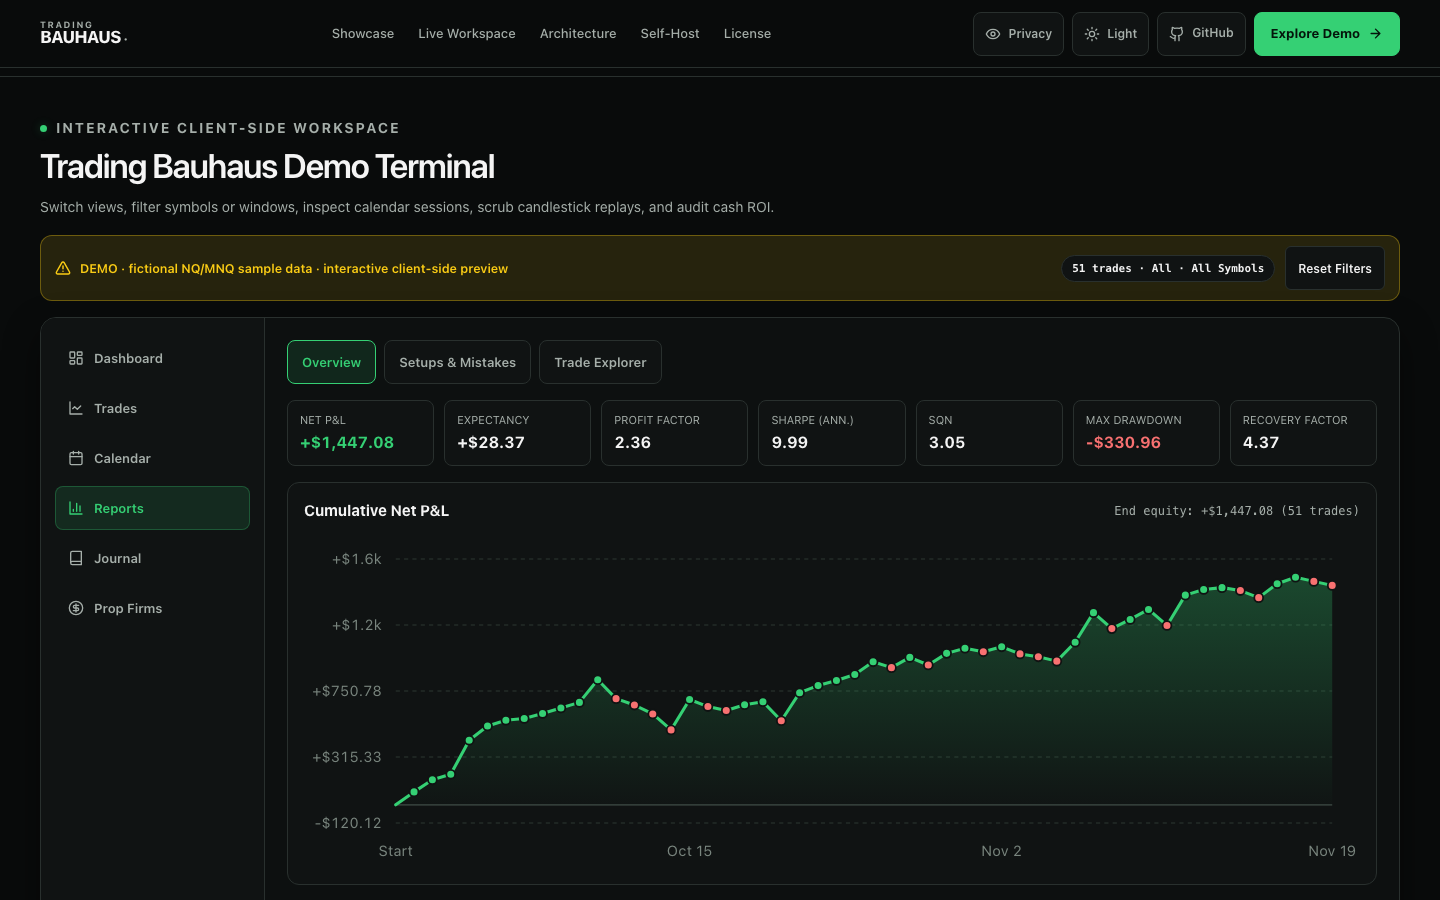 TRADING
BAUHAUS.
Showcase
Live Workspace
Architecture
Self-Host
License
Privacy
Light
GitHub
Explore Demo
INTERACTIVE CLIENT-SIDE WORKSPACE
Trading Bauhaus Demo Terminal
Switch views, filter symbols or windows, inspect calendar sessions, scrub candlestick replays, and audit cash ROI.
DEMO · fictional NQ/MNQ sample data · interactive client-side preview
51 trades · All · All Symbols
Reset Filters
Dashboard
Trades
Calendar
Reports
Journal
Prop Firms
Overview
Setups & Mistakes
Trade Explorer
NET P&L
+$1,447.08
EXPECTANCY
+$28.37
PROFIT FACTOR
2.36
SHARPE (ANN.)
9.99
SQN
3.05
MAX DRAWDOWN
-$330.96
RECOVERY FACTOR
4.37
Cumulative Net P&L
End equity: +$1,447.08 (51 trades)
+$1.6k
+$1.2k
+$750.78
+$315.33
-$120.12
Start
Oct 15
Nov 2
Nov 19